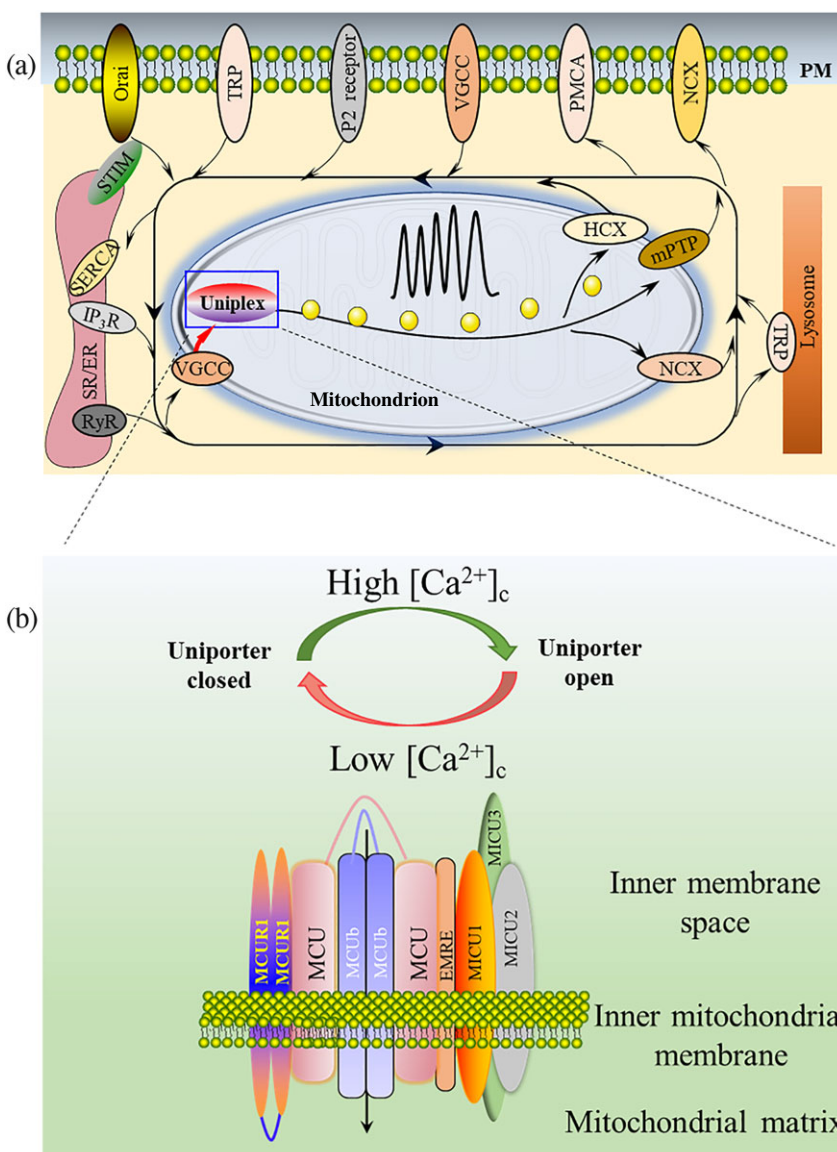 (a)
PM
Orai
TRP
P2 receptor
VGCC
PMCA
NCX
STIM
SERCA
IP₃R
SR/ER
RyR
Uniplex
VGCC
Mitochondrion
HCX
mPTP
NCX
TRP
Lysosome
(b)
High [Ca²⁺]c
Uniporter
closed
Uniporter
open
Low [Ca²⁺]c
MCUR1
MCUR1
MCU
MCUb
MCUb
MCU
EMRE
MICU1
MICU3
MICU2
Inner membrane
space
Inner mitochondria
membrane
Mitochondrial matrix